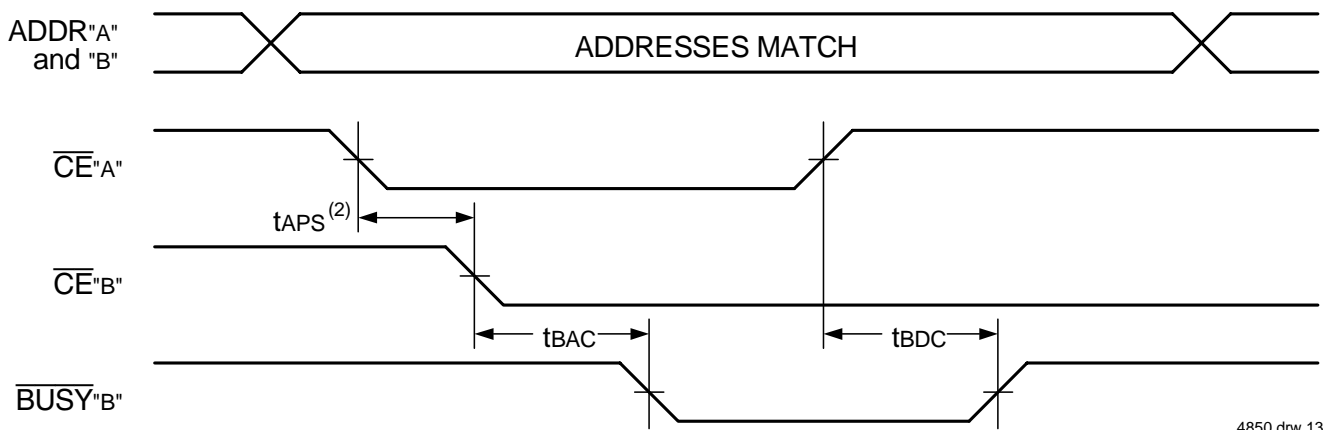 ADDR"A"
and "B"
ADDRESSES MATCH
CE"A"
tAPS (2)
CE"B"
tBAC
tBDC
BUSY"B"
4850 drw 13